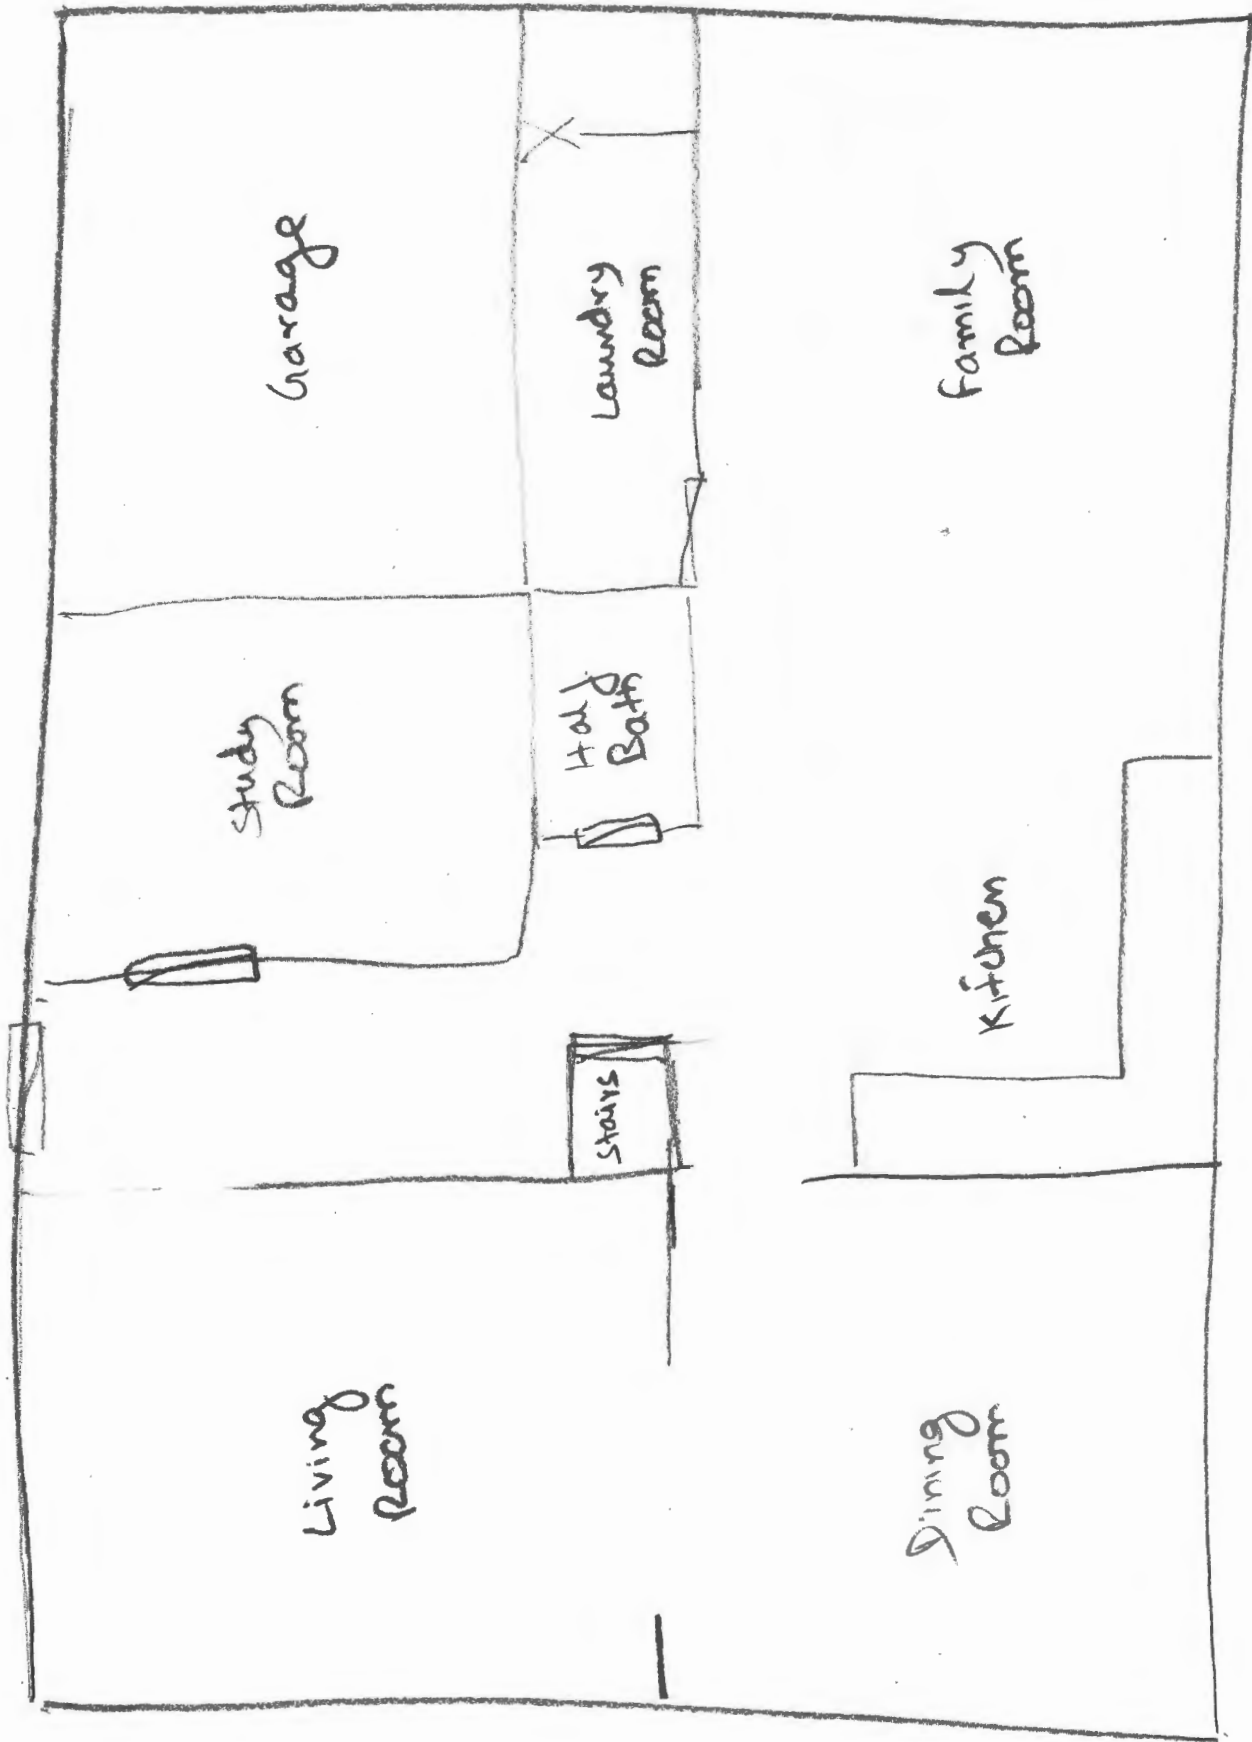 Living
Room
Study
Room
Garage
Stairs
Half
Bath
Laundry
Room
Dining
Room
Kitchen
Family
Room